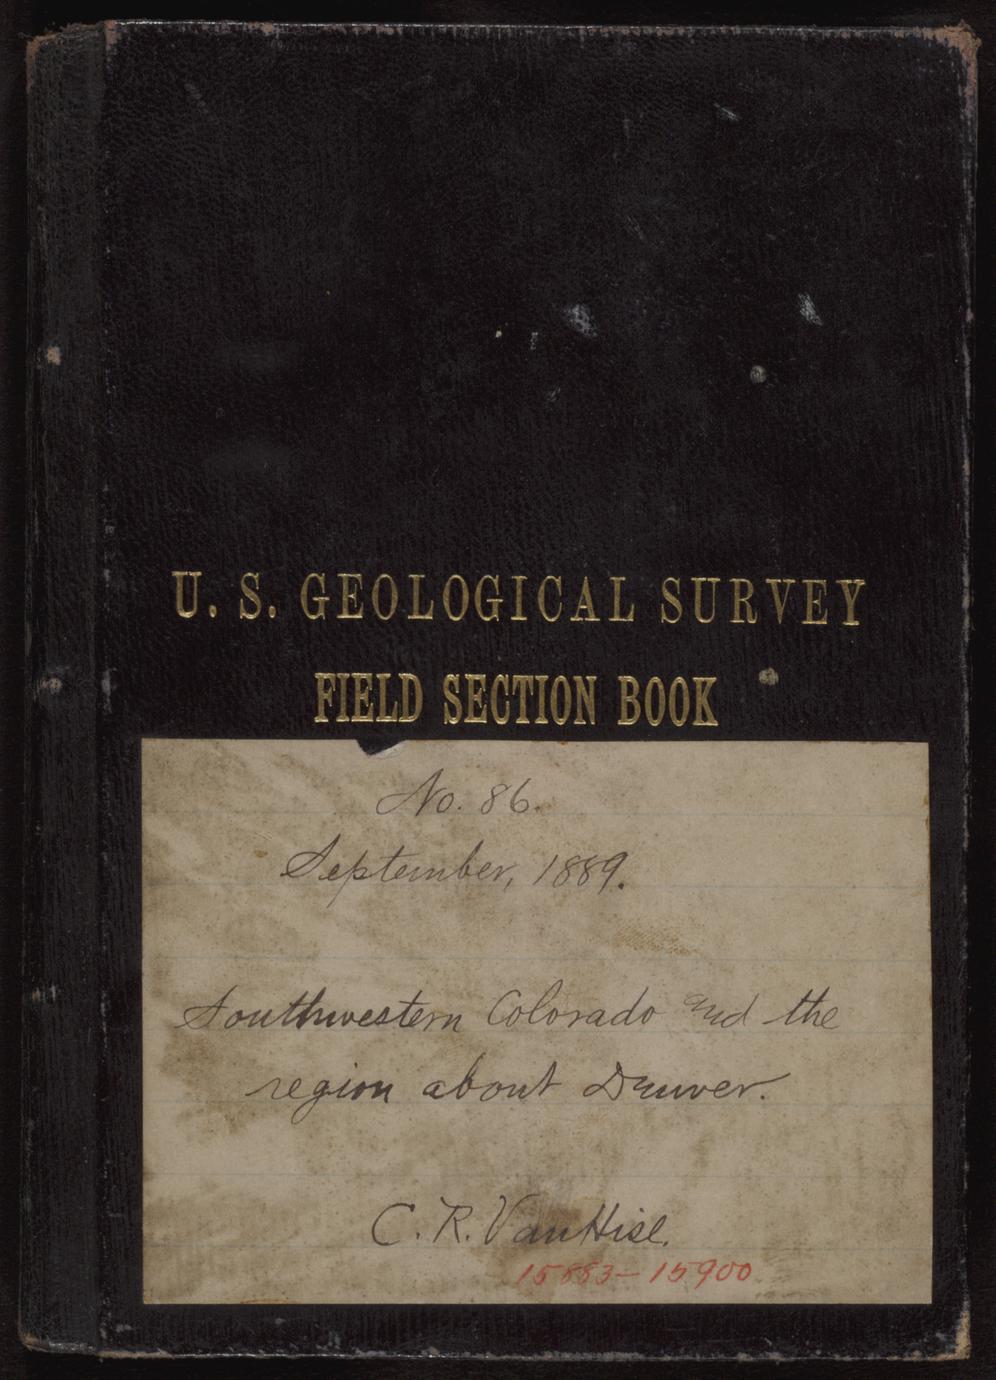 U. S. GEOLOGICAL SURVEY
FIELD SECTION BOOK
No. 86.
September, 1889.
Southwestern Colorado and the
region about Denver.
C. R. Van Hise.
15883–15900